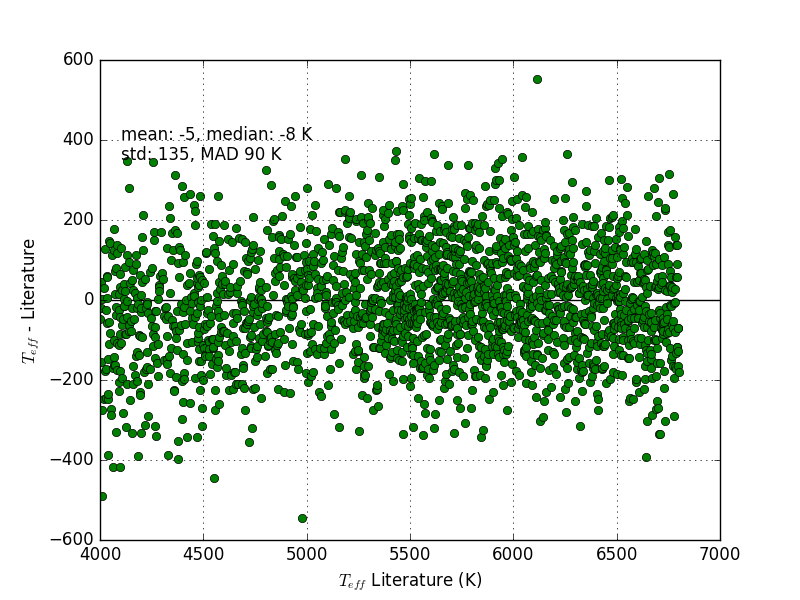 600
400
200
0
−200
−400
−600
mean: -5, median: -8 K
std: 135, MAD 90 K
T_eff - Literature
4000 4500 5000 5500 6000 6500 7000
T_eff Literature (K)